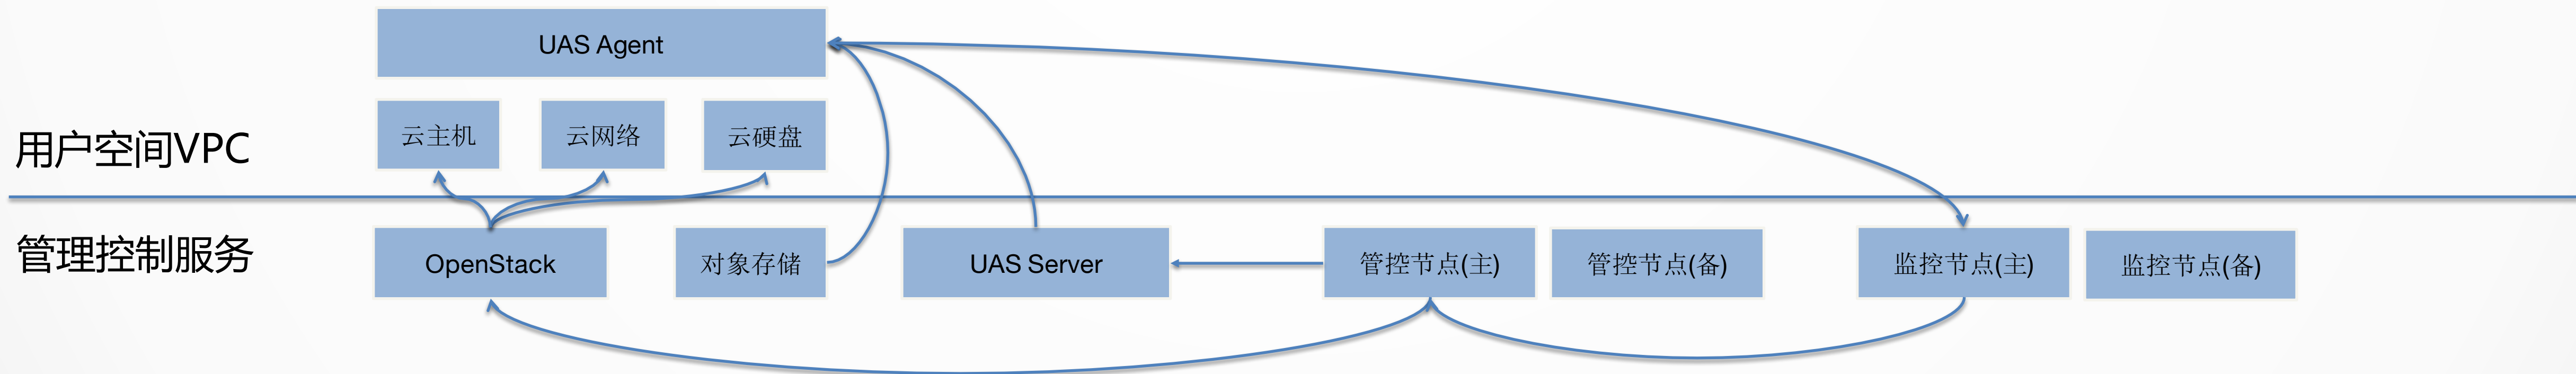 UAS Agent
云主机
云网络
云硬盘
用户空间VPC
管理控制服务
OpenStack
对象存储
UAS Server
管控节点(主)
管控节点(备)
监控节点(主)
监控节点(备)